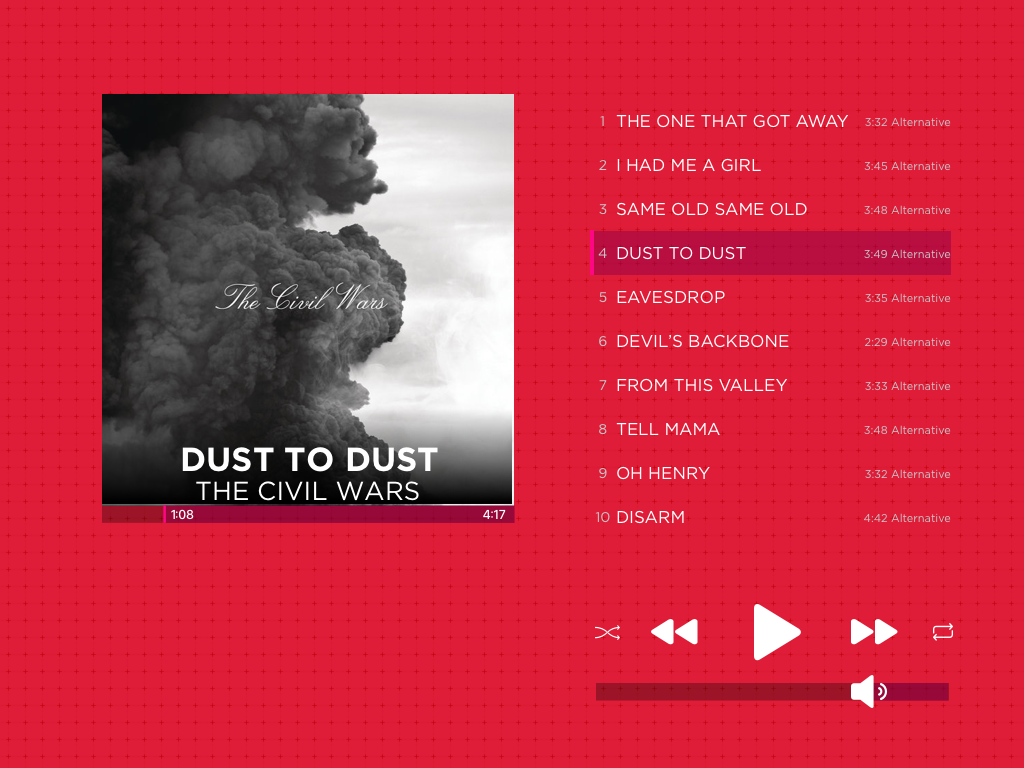 The Civil Wars
DUST TO DUST
THE CIVIL WARS
1:08 4:17
1 THE ONE THAT GOT AWAY 3:32 Alternative
2 I HAD ME A GIRL 3:45 Alternative
3 SAME OLD SAME OLD 3:48 Alternative
4 DUST TO DUST 3:49 Alternative
5 EAVESDROP 3:35 Alternative
6 DEVIL'S BACKBONE 2:29 Alternative
7 FROM THIS VALLEY 3:33 Alternative
8 TELL MAMA 3:48 Alternative
9 OH HENRY 3:32 Alternative
10 DISARM 4:42 Alternative